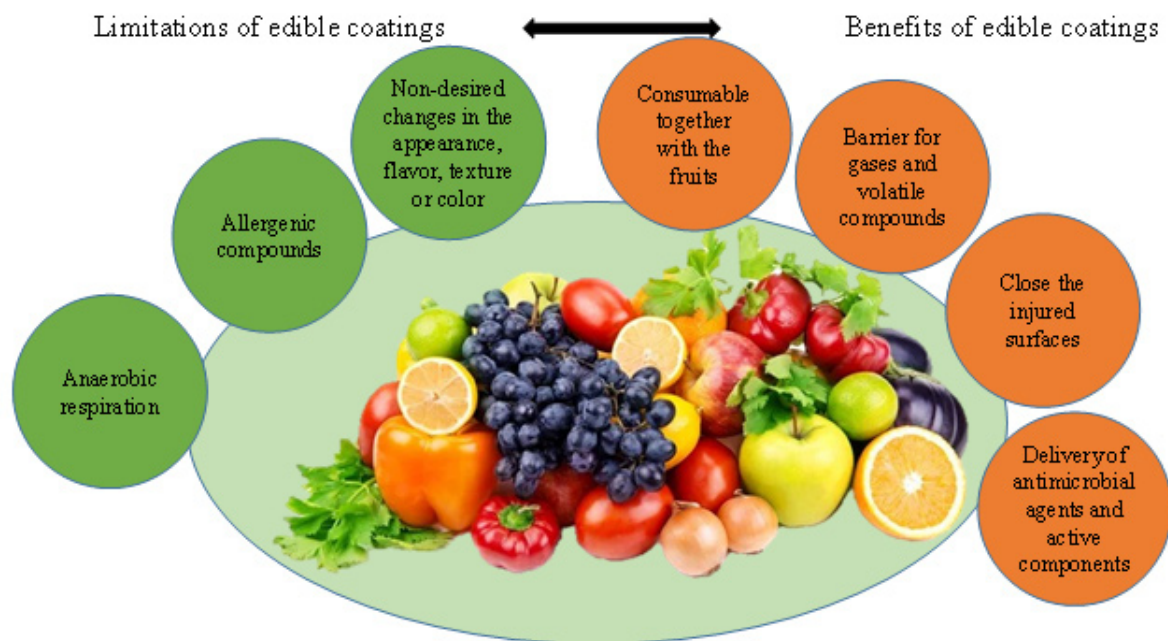 Limitations of edible coatings
Benefits of edible coatings
Non-desired
changes in the
appearance,
flavor, texture
or color
Consumable
together
with the
fruits
Barrier for
gases and
volatile
compounds
Allergenic
compounds
Close the
injured
surfaces
Anaerobic
respiration
Delivery of
antimicrobial
agents and
active
components